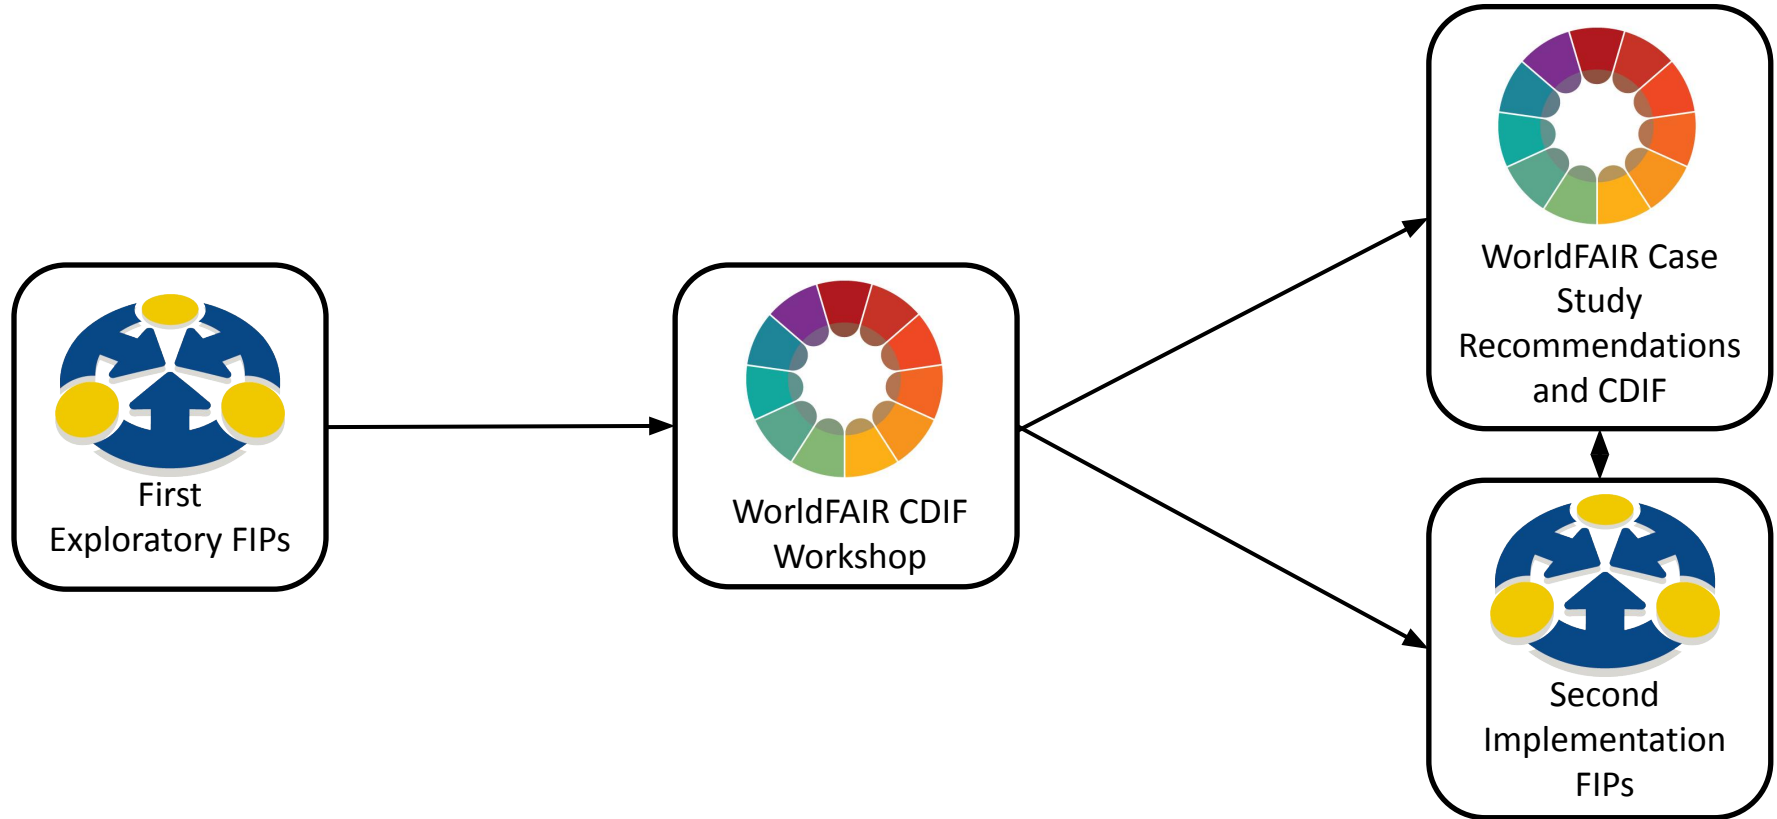 First
Exploratory FIPs
WorldFAIR CDIF
Workshop
WorldFAIR Case
Study
Recommendations
and CDIF
Second
Implementation
FIPs